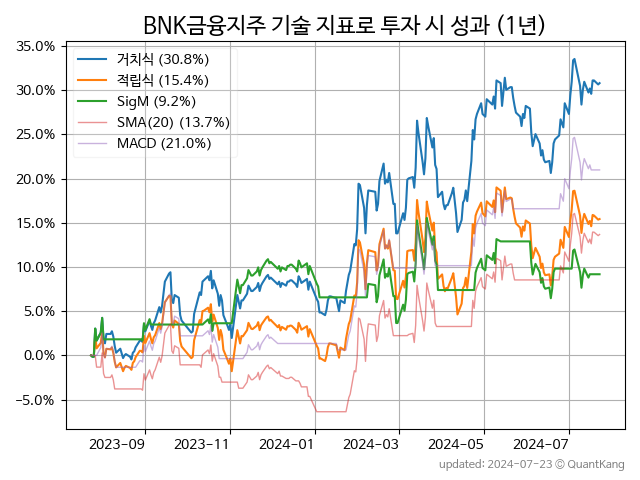 BNK금융지주 기술 지표로 투자 시 성과 (1년)
35.0%
30.0%
25.0%
20.0%
15.0%
10.0%
5.0%
0.0%
−5.0%
거치식 (30.8%)
적립식 (15.4%)
SigM (9.2%)
SMA(20) (13.7%)
MACD (21.0%)
2023-09
2023-11
2024-01
2024-03
2024-05
2024-07
updated: 2024-07-23 ⓒ QuantKang